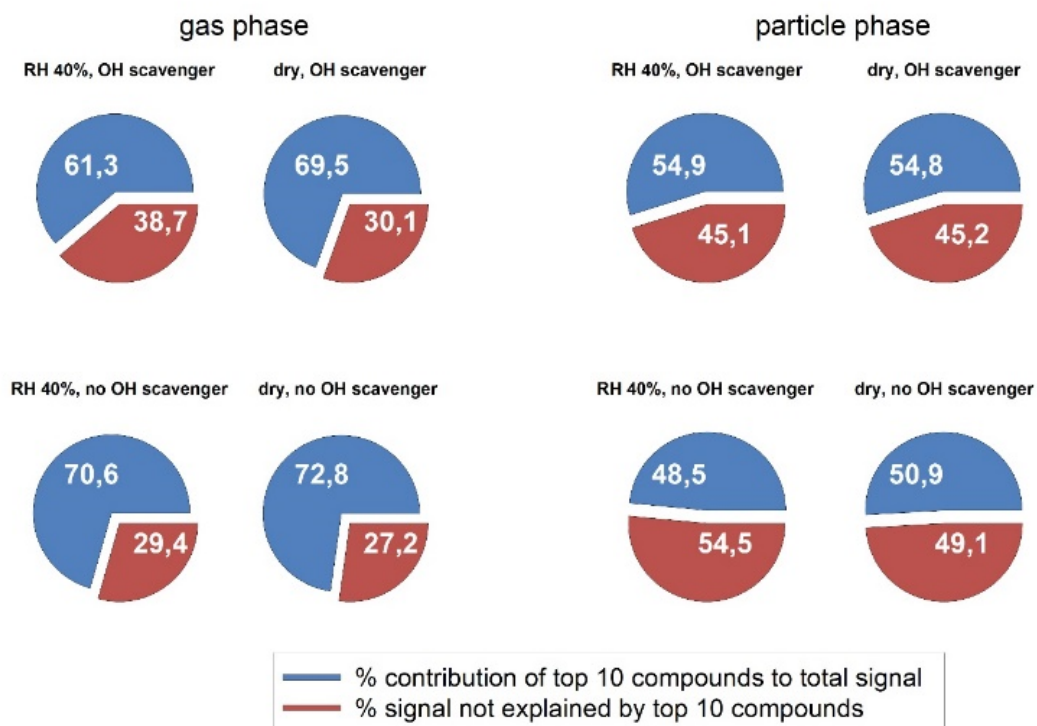 gas phase
particle phase
RH 40%, OH scavenger
dry, OH scavenger
RH 40%, OH scavenger
dry, OH scavenger
61,3
38,7
69,5
30,1
54,9
45,1
54,8
45,2
RH 40%, no OH scavenger
dry, no OH scavenger
RH 40%, no OH scavenger
dry, no OH scavenger
70,6
29,4
72,8
27,2
48,5
54,5
50,9
49,1
% contribution of top 10 compounds to total signal
% signal not explained by top 10 compounds